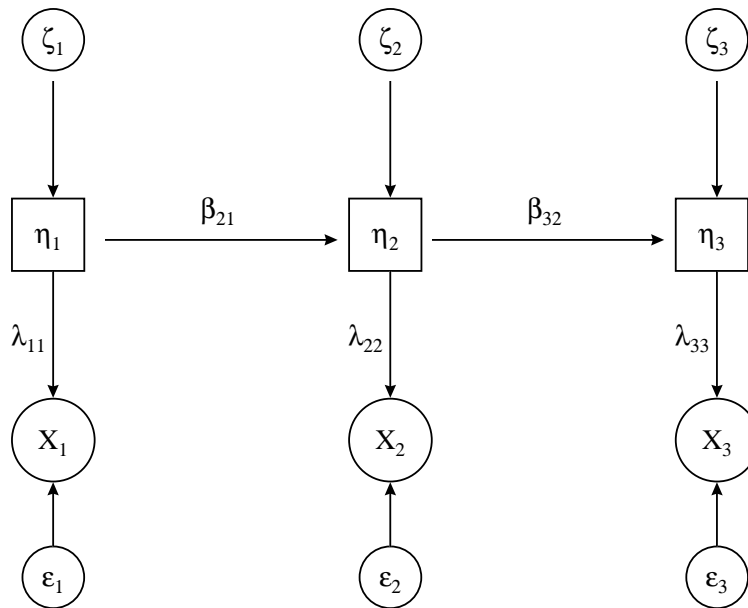 ζ₁ ζ₂ ζ₃
β₂₁ β₃₂
η₁ η₂ η₃
λ₁₁ λ₂₂ λ₃₃
X₁ X₂ X₃
ε₁ ε₂ ε₃